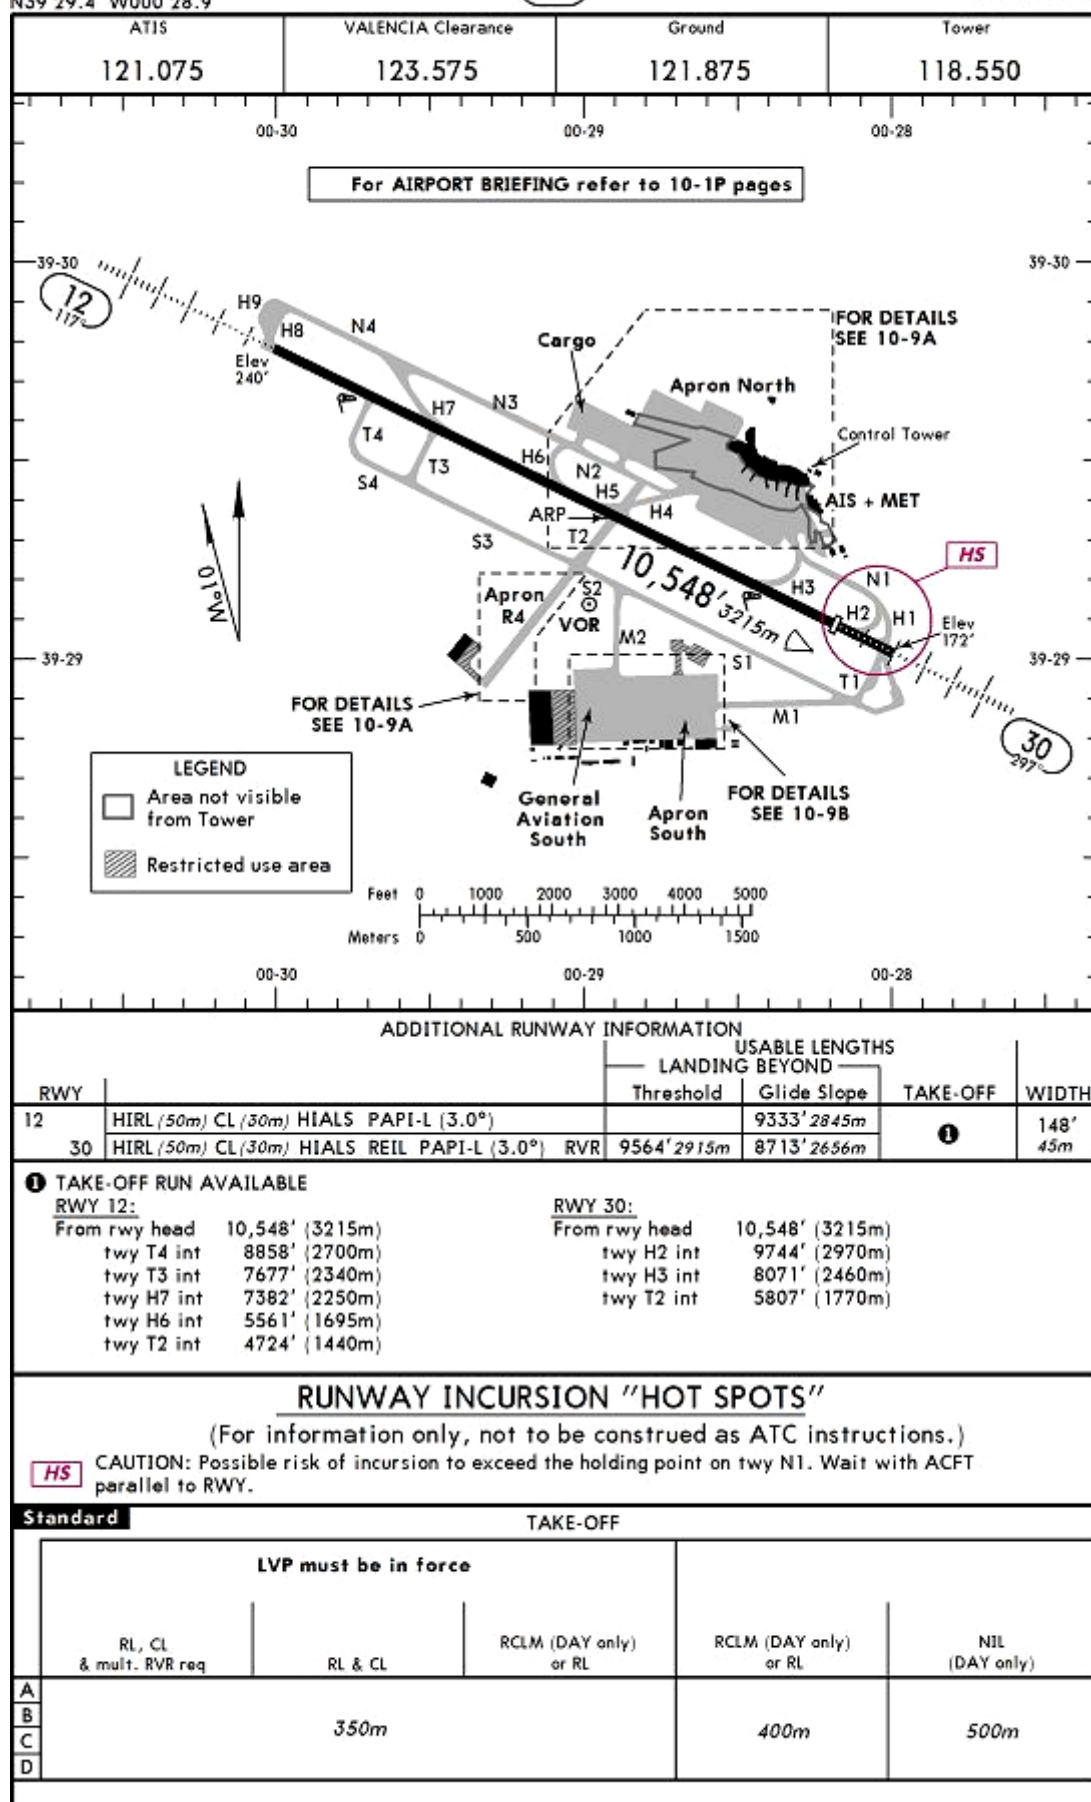 N39 29.4 W000 28.9
ATIS
VALENCIA Clearance
Ground
Tower
121.075
123.575
121.875
118.550
00-30
00-29
00-28
For AIRPORT BRIEFING refer to 10-1P pages
39-30
39-30
12
117°
H9
H8
N4
Elev
240'
FOR DETAILS
SEE 10-9A
Cargo
Apron North
H7
N3
T4
T3
S4
H6
N2
H5
H4
Control Tower
AIS + MET
ARP
T2
S3
HS
01°W
10,548' 3215m
H3
N1
H2
H1
Elev
172'
Apron
R4
S2
VOR
M2
S1
T1
M1
39-29
39-29
FOR DETAILS
SEE 10-9A
30
297°
LEGEND
Area not visible
from Tower
Restricted use area
General
Aviation
South
Apron
South
FOR DETAILS
SEE 10-9B
Feet 0 1000 2000 3000 4000 5000
Meters 0 500 1000 1500
00-30
00-29
00-28
ADDITIONAL RUNWAY INFORMATION
USABLE LENGTHS
LANDING BEYOND
RWY
Threshold
Glide Slope
TAKE-OFF
WIDTH
12 HIRL (50m) CL (30m) HIALS PAPI-L (3.0°) 9333' 2845m
30 HIRL (50m) CL (30m) HIALS REIL PAPI-L (3.0°) RVR 9564' 2915m 8713' 2656m
1
148'
45m
1 TAKE-OFF RUN AVAILABLE
RWY 12:
From rwy head 10,548' (3215m)
twy T4 int 8858' (2700m)
twy T3 int 7677' (2340m)
twy H7 int 7382' (2250m)
twy H6 int 5561' (1695m)
twy T2 int 4724' (1440m)
RWY 30:
From rwy head 10,548' (3215m)
twy H2 int 9744' (2970m)
twy H3 int 8071' (2460m)
twy T2 int 5807' (1770m)
RUNWAY INCURSION "HOT SPOTS"
(For information only, not to be construed as ATC instructions.)
HS CAUTION: Possible risk of incursion to exceed the holding point on twy N1. Wait with ACFT
parallel to RWY.
Standard
TAKE-OFF
LVP must be in force
RL, CL
& mult. RVR req
RL & CL
RCLM (DAY only)
or RL
RCLM (DAY only)
or RL
NIL
(DAY only)
A
B
C
D
350m
400m
500m